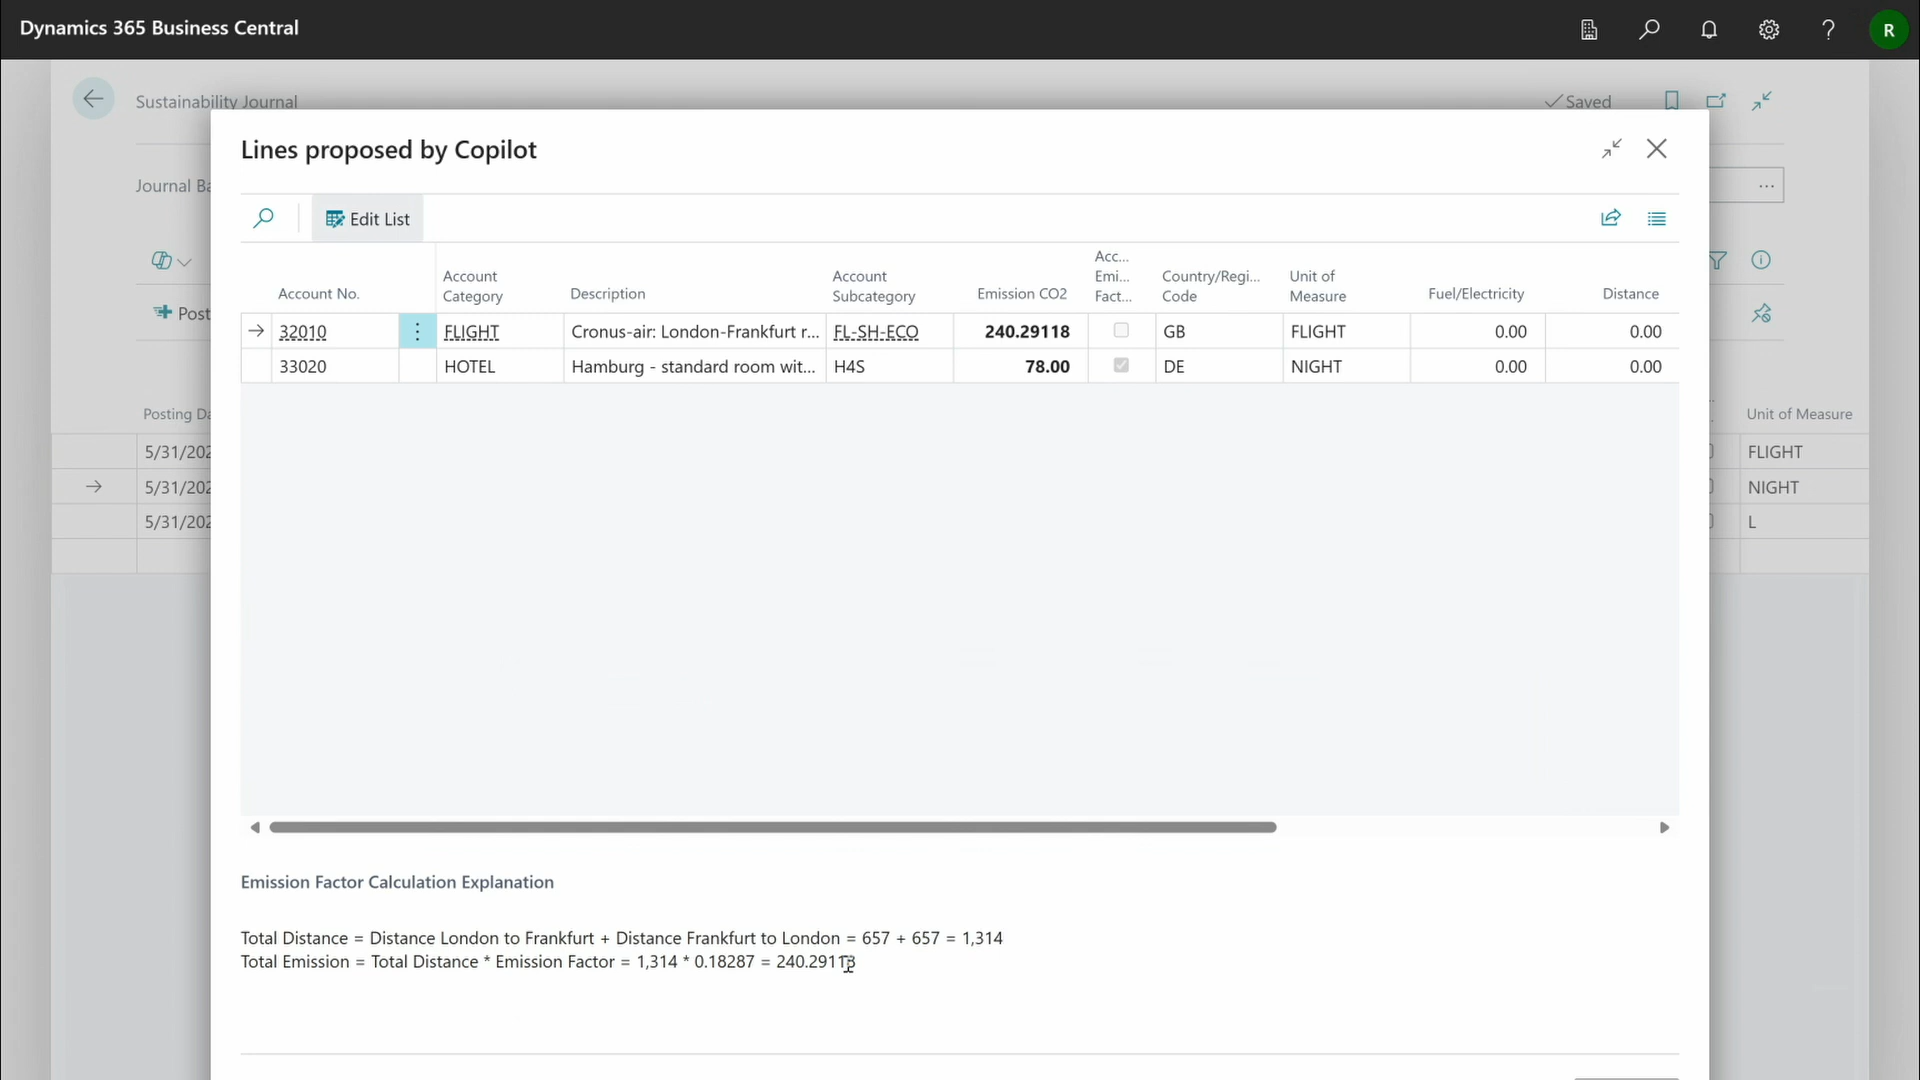 Dynamics 365 Business Central
?
R
Sustainability Journal
Saved
Lines proposed by Copilot
Journal Ba
Edit List
Account No.
Account Category
Description
Account Subcategory
Emission CO2
Acc... Emi... Fact...
Country/Regi... Code
Unit of Measure
Fuel/Electricity
Distance
Post
32010 FLIGHT Cronus-air: London-Frankfurt r... FL-SH-ECO 240.29118 GB FLIGHT 0.00 0.00
33020 HOTEL Hamburg - standard room wit... H4S 78.00 DE NIGHT 0.00 0.00
Posting Da
Unit of Measure
5/31/202 FLIGHT
5/31/202 NIGHT
5/31/202 L
Emission Factor Calculation Explanation
Total Distance = Distance London to Frankfurt + Distance Frankfurt to London = 657 + 657 = 1,314
Total Emission = Total Distance * Emission Factor = 1,314 * 0.18287 =